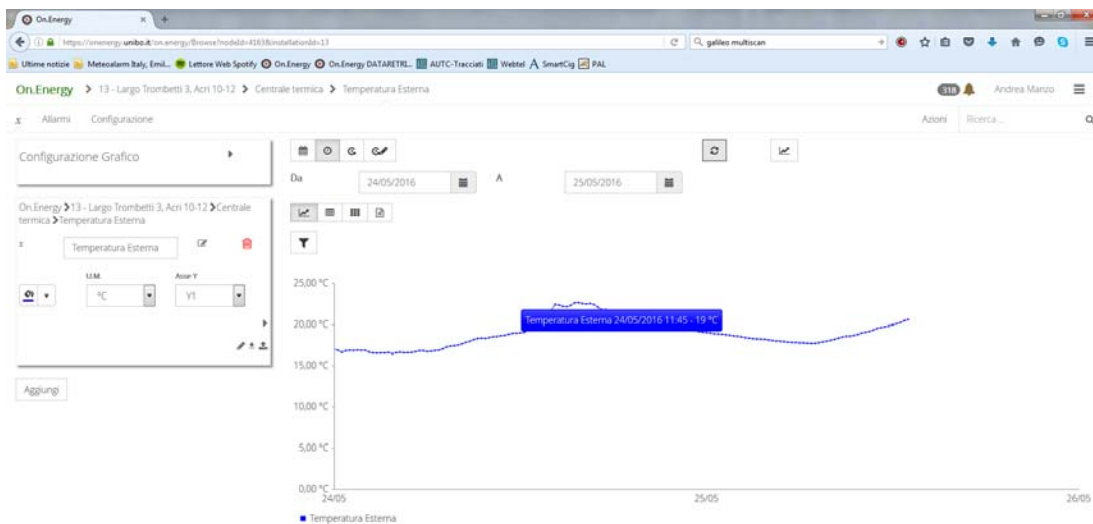 On.Energy
https://onenergy.unibo.it/on.energy/Browse?nodeId=4163&installationId=13
galileo multiscan
Ultime notizie Meteoalarm Italy, Emil... Lettore Web Spotify On.Energy On.Energy DATARETRI... AUTC-Tracciati Webtel SmartCig PAL
On.Energy 13 - Largo Trombetti 3, Acri 10-12 Centrale termica Temperatura Esterna 318 Andrea Manzo
x Allarmi Configurazione Azioni Ricerca ...
Configurazione Grafico
Da 24/05/2016 A 25/05/2016
On.Energy 13 - Largo Trombetti 3, Acri 10-12 Centrale
termica Temperatura Esterna
Temperatura Esterna
U.M. Asse Y
°C Y1
Aggiungi
25,00 °C
20,00 °C
15,00 °C
10,00 °C
5,00 °C
0,00 °C
Temperatura Esterna 24/05/2016 11:45 - 19 °C
24/05 25/05 26/05
Temperatura Esterna